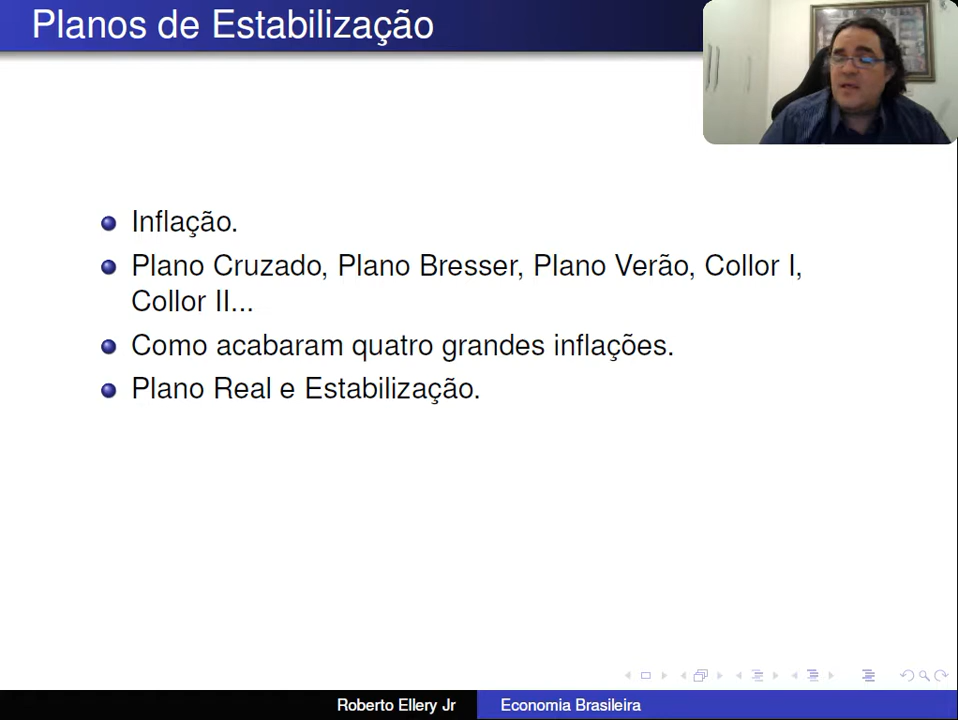 Planos de Estabilização
Inflação.
Plano Cruzado, Plano Bresser, Plano Verão, Collor I,
Collor II...
Como acabaram quatro grandes inflações.
Plano Real e Estabilização.
Roberto Ellery Jr
Economia Brasileira